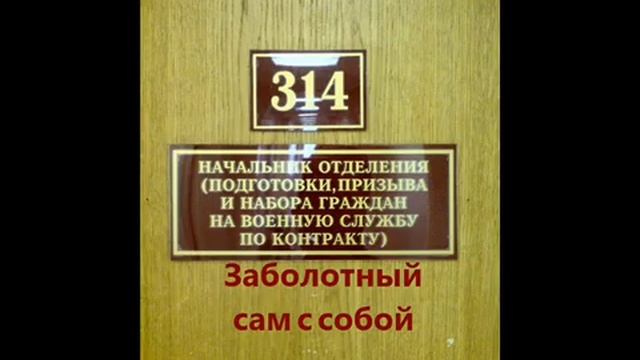 314
НАЧАЛЬНИК ОТДЕЛЕНИЯ
(ПОДГОТОВКИ, ПРИЗЫВА
И НАБОРА ГРАЖДАН
НА ВОЕННУЮ СЛУЖБУ
ПО КОНТРАКТУ)
Заболотный
сам с собой